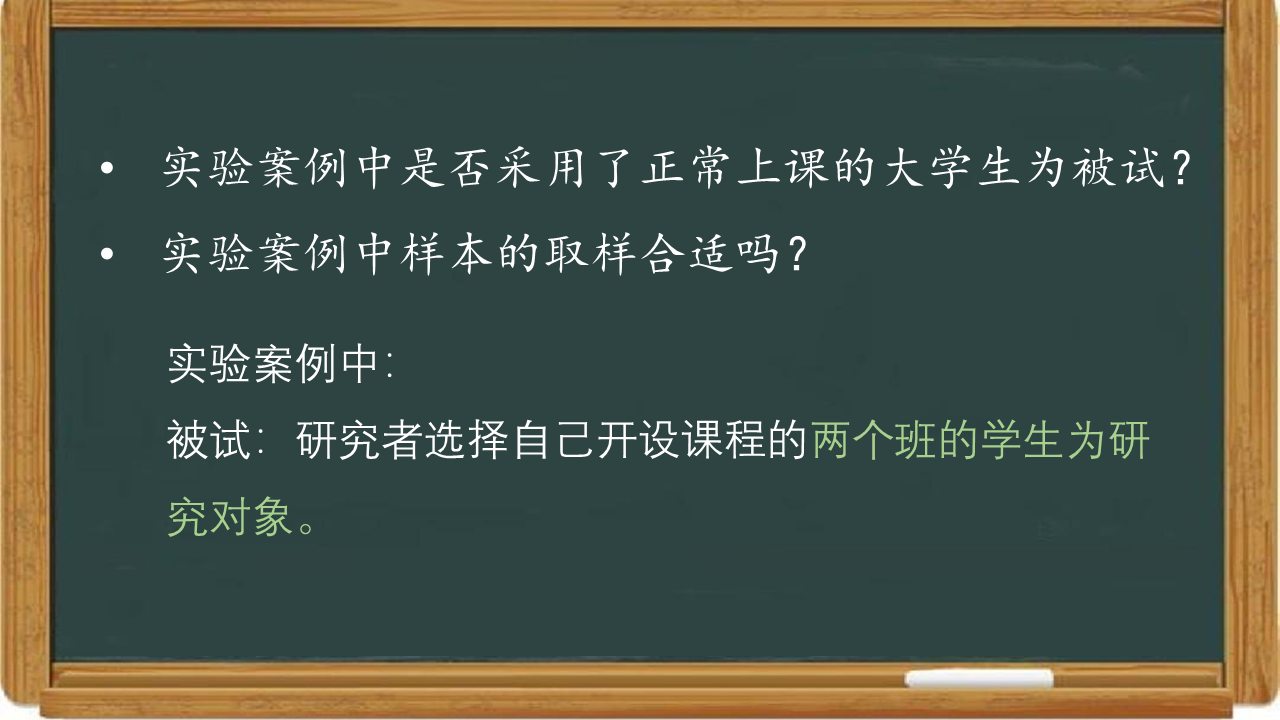 • 实验案例中是否采用了正常上课的大学生为被试？
• 实验案例中样本的取样合适吗？
实验案例中：
被试：研究者选择自己开设课程的两个班的学生为研
究对象。